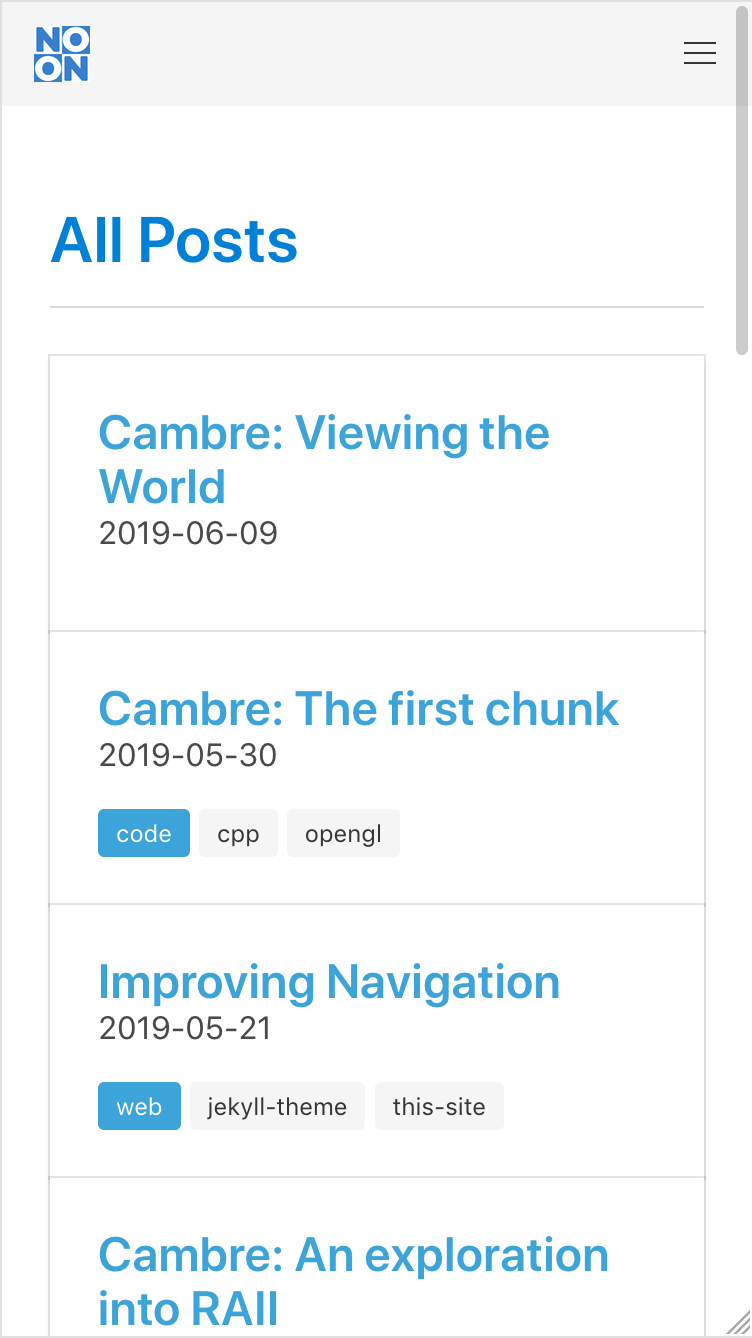 NO
ON
All Posts
Cambre: Viewing the
World
2019-06-09
Cambre: The first chunk
2019-05-30
code cpp opengl
Improving Navigation
2019-05-21
web jekyll-theme this-site
Cambre: An exploration
into RAII